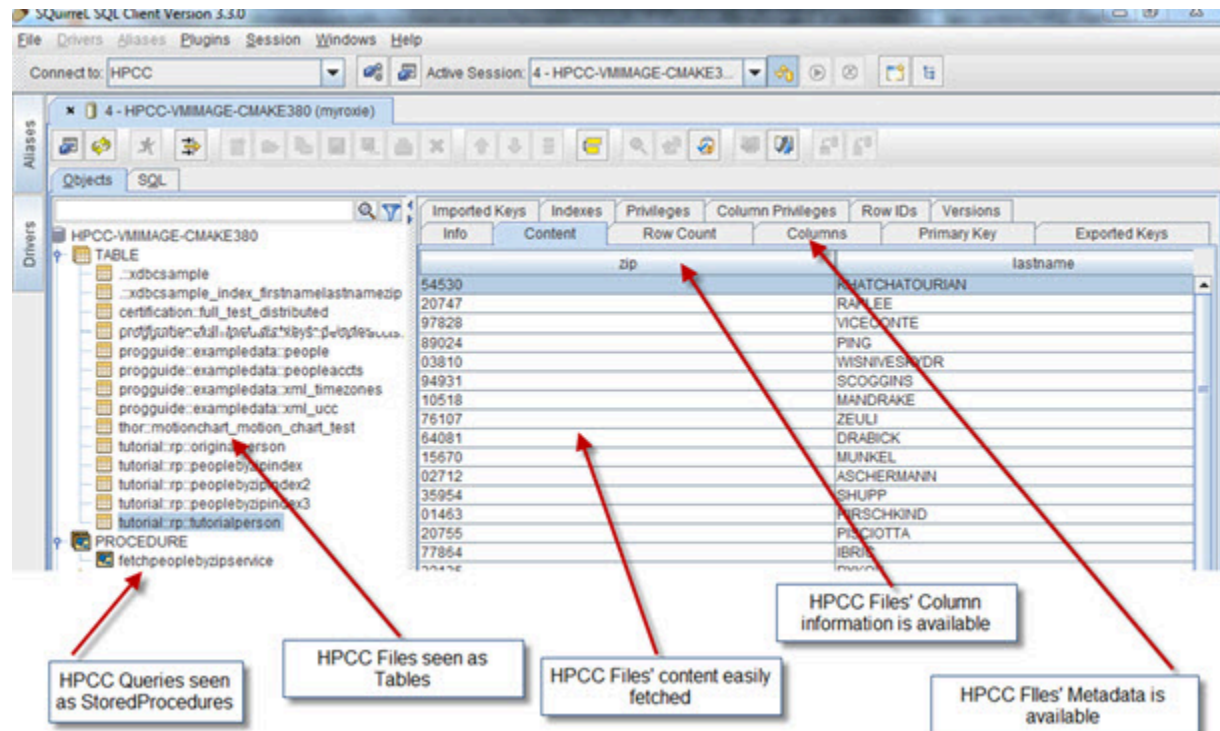 SQuirreL SQL Client Version 3.3.0
File Drivers Aliases Plugins Session Windows Help
Connect to: HPCC
Active Session: 4 - HPCC-VMIMAGE-CMAKE3...
4 - HPCC-VMIMAGE-CMAKE380 (myroxie)
Aliases
Drivers
Objects SQL
HPCC-VMIMAGE-CMAKE380
TABLE
.::xdbcsample
.::xdbcsample_index_firstnamelastnamezip
certification::full_test_distributed
progguide::exampledata::people
progguide::exampledata::peopleaccts
progguide::exampledata::xml_timezones
progguide::exampledata::xml_ucc
thor::motionchart_motion_chart_test
tutorial::rp::originalperson
tutorial::rp::peoplebyzipindex
tutorial::rp::peoplebyzipindex2
tutorial::rp::peoplebyzipindex3
tutorial::rp::tutorialperson
PROCEDURE
fetchpeoplebyzipservice
Imported Keys Indexes Privileges Column Privileges Row IDs Versions
Info Content Row Count Columns Primary Key Exported Keys
zip lastname
54530 KHATCHATOURIAN
20747
97828 VICECONTE
89024 PING
03810
94931 SCOGGINS
10518 MANDRAKE
76107 ZEULI
64081 DRABICK
15670 MUNKEL
02712 ASCHERMANN
35954 SHUPP
01463 HIRSCHKIND
20755 PISCIOTTA
77864
HPCC Files' Column
information is available
HPCC Files seen as
Tables
HPCC Files' content easily
fetched
HPCC Queries seen
as StoredProcedures
HPCC FIles' Metadata is
available